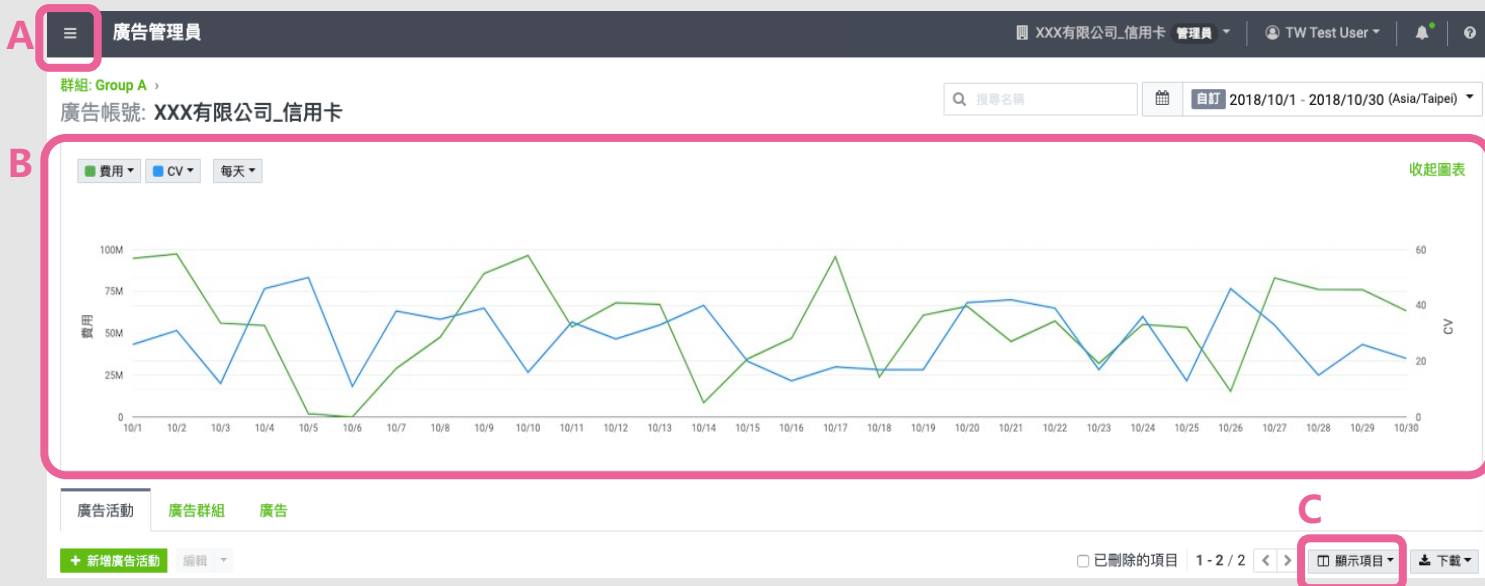 A
廣告管理員
XXX有限公司_信用卡 管理員
TW Test User
群組: Group A ›
廣告帳號: XXX有限公司_信用卡
搜尋名稱
自訂 2018/10/1 - 2018/10/30 (Asia/Taipei)
B
費用 CV 每天
收起圖表
100M
75M
50M
25M
0
費用
60
40
20
0
CV
10/1 10/2 10/3 10/4 10/5 10/6 10/7 10/8 10/9 10/10 10/11 10/12 10/13 10/14 10/15 10/16 10/17 10/18 10/19 10/20 10/21 10/22 10/23 10/24 10/25 10/26 10/27 10/28 10/29 10/30
廣告活動 廣告群組 廣告
C
+ 新增廣告活動 編輯
已刪除的項目 1 - 2 / 2 < > 顯示項目 下載